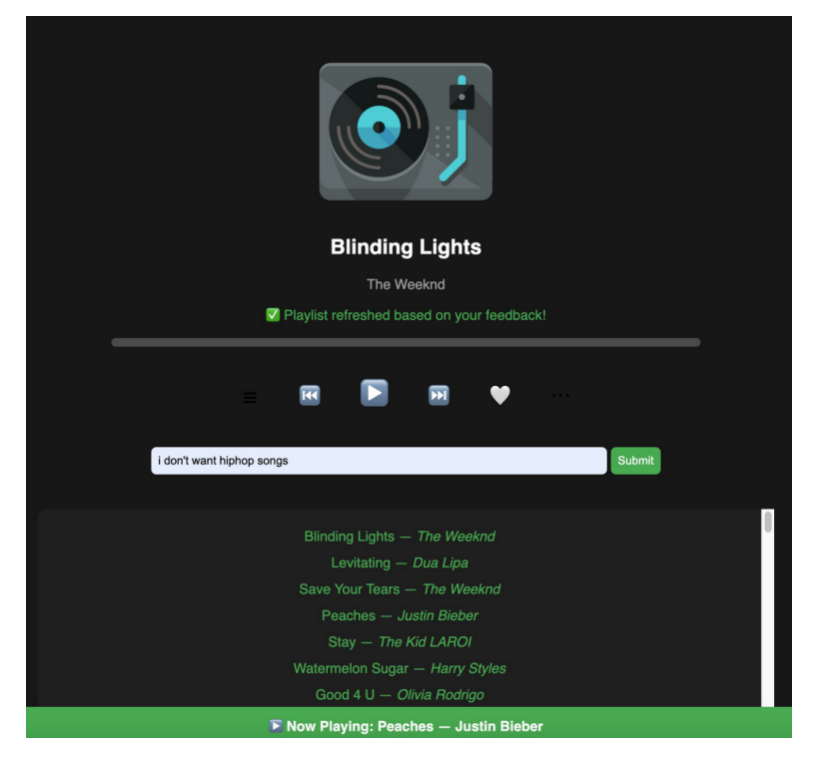 Blinding Lights
The Weeknd
✅ Playlist refreshed based on your feedback!
i don't want hiphop songs Submit
Blinding Lights — The Weeknd
Levitating — Dua Lipa
Save Your Tears — The Weeknd
Peaches — Justin Bieber
Stay — The Kid LAROI
Watermelon Sugar — Harry Styles
Good 4 U — Olivia Rodrigo
▶️ Now Playing: Peaches — Justin Bieber